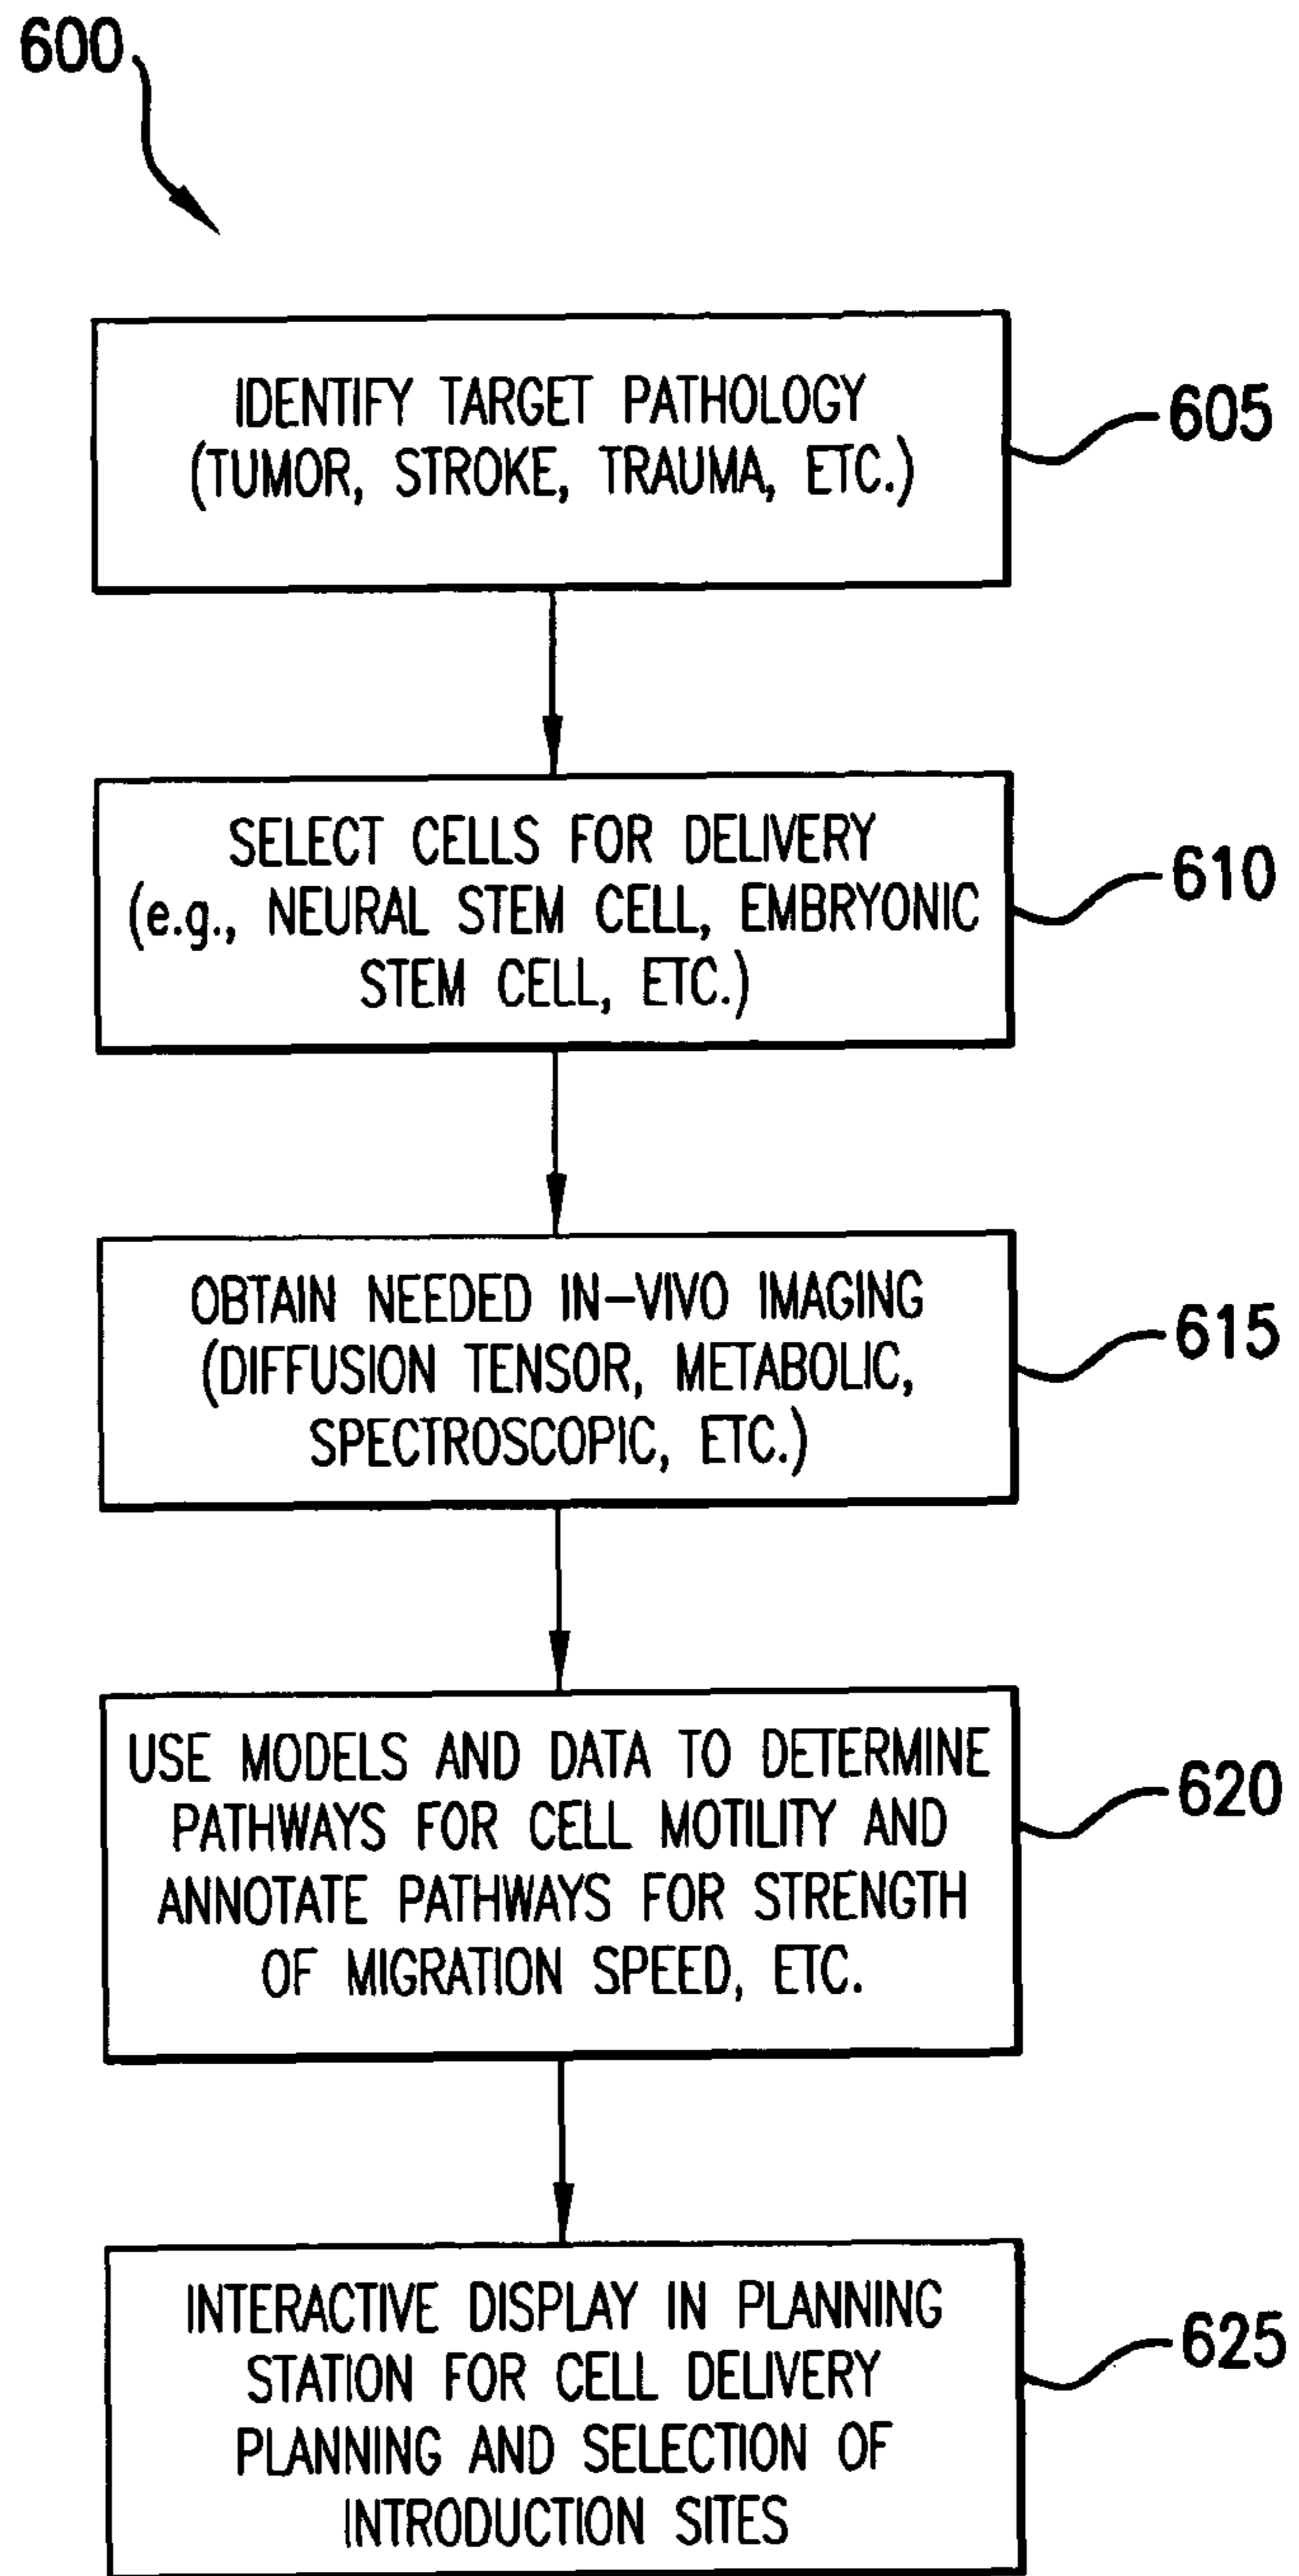 600
IDENTIFY TARGET PATHOLOGY
(TUMOR, STROKE, TRAUMA, ETC.)
605
SELECT CELLS FOR DELIVERY
(e.g., NEURAL STEM CELL, EMBRYONIC
STEM CELL, ETC.)
610
OBTAIN NEEDED IN-VIVO IMAGING
(DIFFUSION TENSOR, METABOLIC,
SPECTROSCOPIC, ETC.)
615
USE MODELS AND DATA TO DETERMINE
PATHWAYS FOR CELL MOTILITY AND
ANNOTATE PATHWAYS FOR STRENGTH
OF MIGRATION SPEED, ETC.
620
INTERACTIVE DISPLAY IN PLANNING
STATION FOR CELL DELIVERY
PLANNING AND SELECTION OF
INTRODUCTION SITES
625